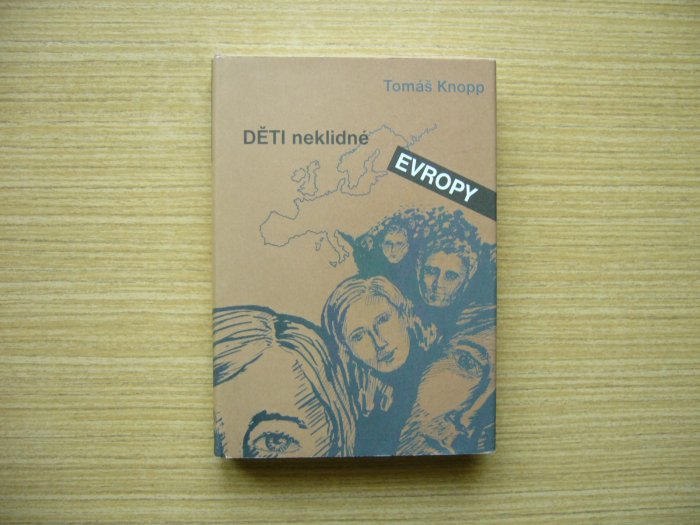 Tomáš Knopp
DĚTI neklidné
EVROPY